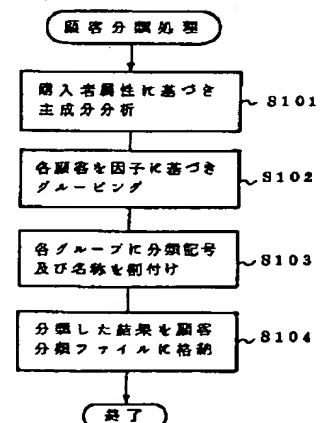 顧客分類処理
購入者属性に基づき
主成分分析
S101
各顧客を因子に基づき
グルーピング
S102
各グループに分類記号
及び名称を割付け
S103
分類した結果を顧客
分類ファイルに格納
S104
終了